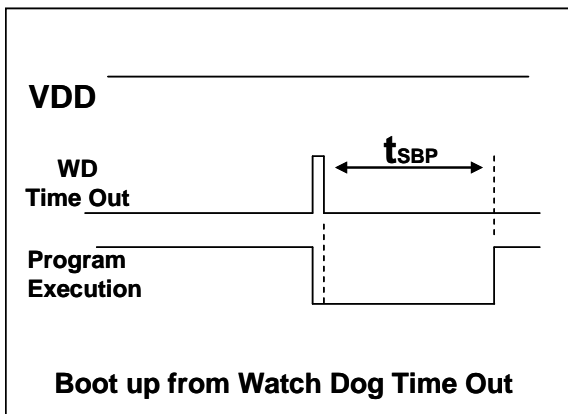 VDD
tSBP
WD
Time Out
Program
Execution
Boot up from Watch Dog Time Out